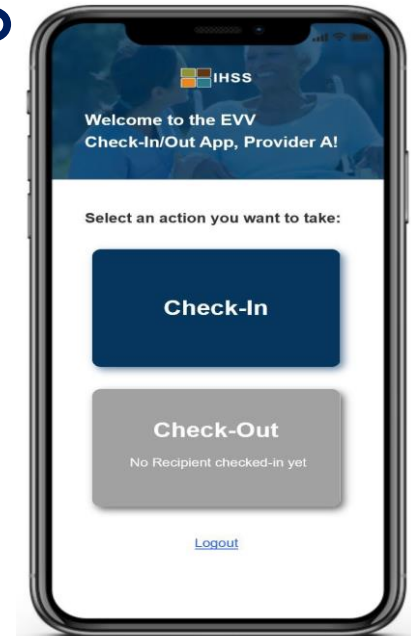 IHSS
Welcome to the EVV
Check-In/Out App, Provider A!
Select an action you want to take:
Check-In
Check-Out
No Recipient checked-in yet
Logout